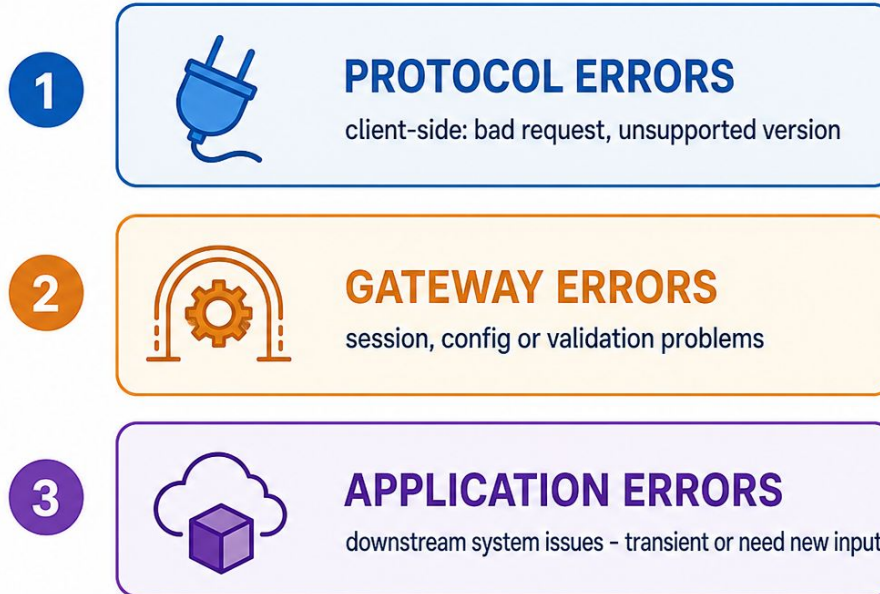 1
PROTOCOL ERRORS
client-side: bad request, unsupported version
2
GATEWAY ERRORS
session, config or validation problems
3
APPLICATION ERRORS
downstream system issues - transient or need new input